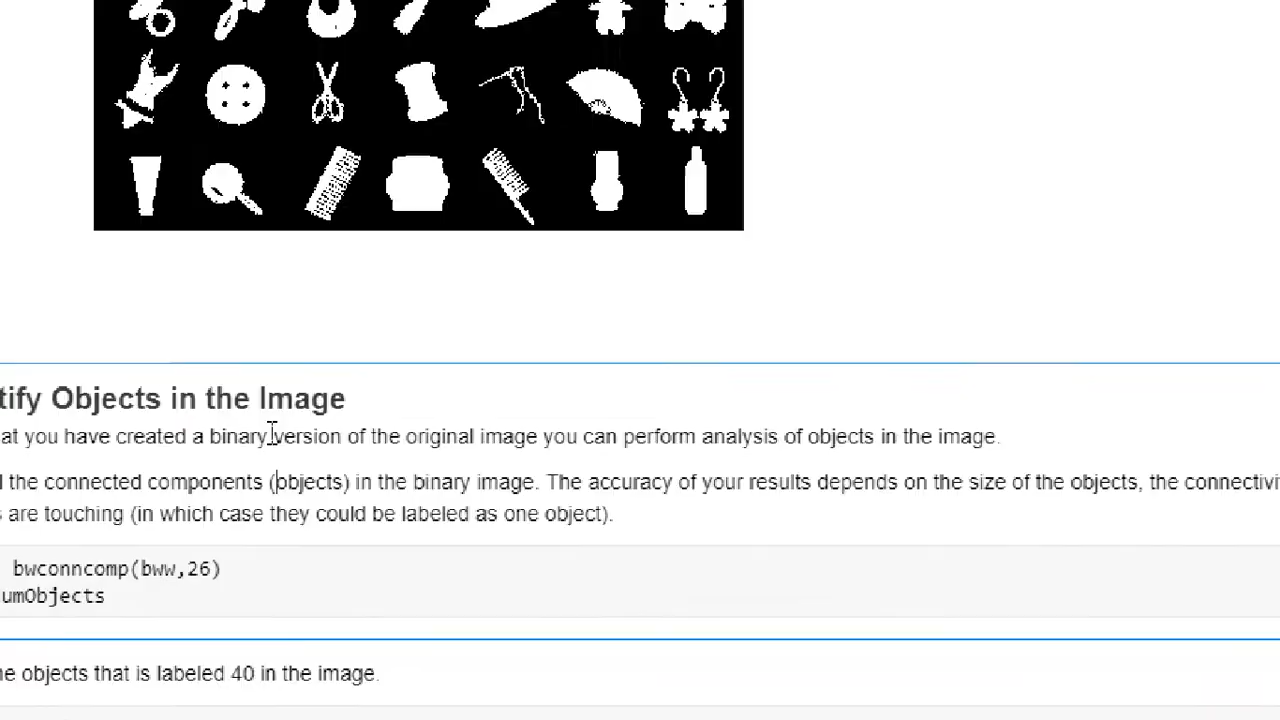 tify Objects in the Image
at you have created a binary version of the original image you can perform analysis of objects in the image.
the connected components (objects) in the binary image. The accuracy of your results depends on the size of the objects, the connectivi
are touching (in which case they could be labeled as one object).
bwconncomp(bww,26)
umObjects
e objects that is labeled 40 in the image.